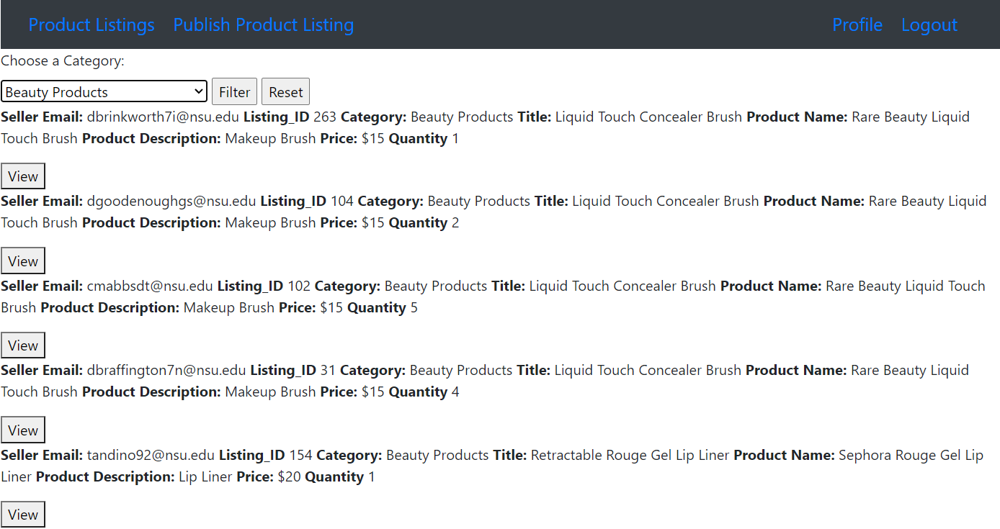 Product Listings Publish Product Listing Profile Logout
Choose a Category:
Beauty Products Filter Reset
Seller Email: dbrinkworth7i@nsu.edu Listing_ID 263 Category: Beauty Products Title: Liquid Touch Concealer Brush Product Name: Rare Beauty Liquid
Touch Brush Product Description: Makeup Brush Price: $15 Quantity 1
View
Seller Email: dgoodenoughgs@nsu.edu Listing_ID 104 Category: Beauty Products Title: Liquid Touch Concealer Brush Product Name: Rare Beauty Liquid
Touch Brush Product Description: Makeup Brush Price: $15 Quantity 2
View
Seller Email: cmabbsdt@nsu.edu Listing_ID 102 Category: Beauty Products Title: Liquid Touch Concealer Brush Product Name: Rare Beauty Liquid Touch
Brush Product Description: Makeup Brush Price: $15 Quantity 5
View
Seller Email: dbraffington7n@nsu.edu Listing_ID 31 Category: Beauty Products Title: Liquid Touch Concealer Brush Product Name: Rare Beauty Liquid
Touch Brush Product Description: Makeup Brush Price: $15 Quantity 4
View
Seller Email: tandino92@nsu.edu Listing_ID 154 Category: Beauty Products Title: Retractable Rouge Gel Lip Liner Product Name: Sephora Rouge Gel Lip
Liner Product Description: Lip Liner Price: $20 Quantity 1
View